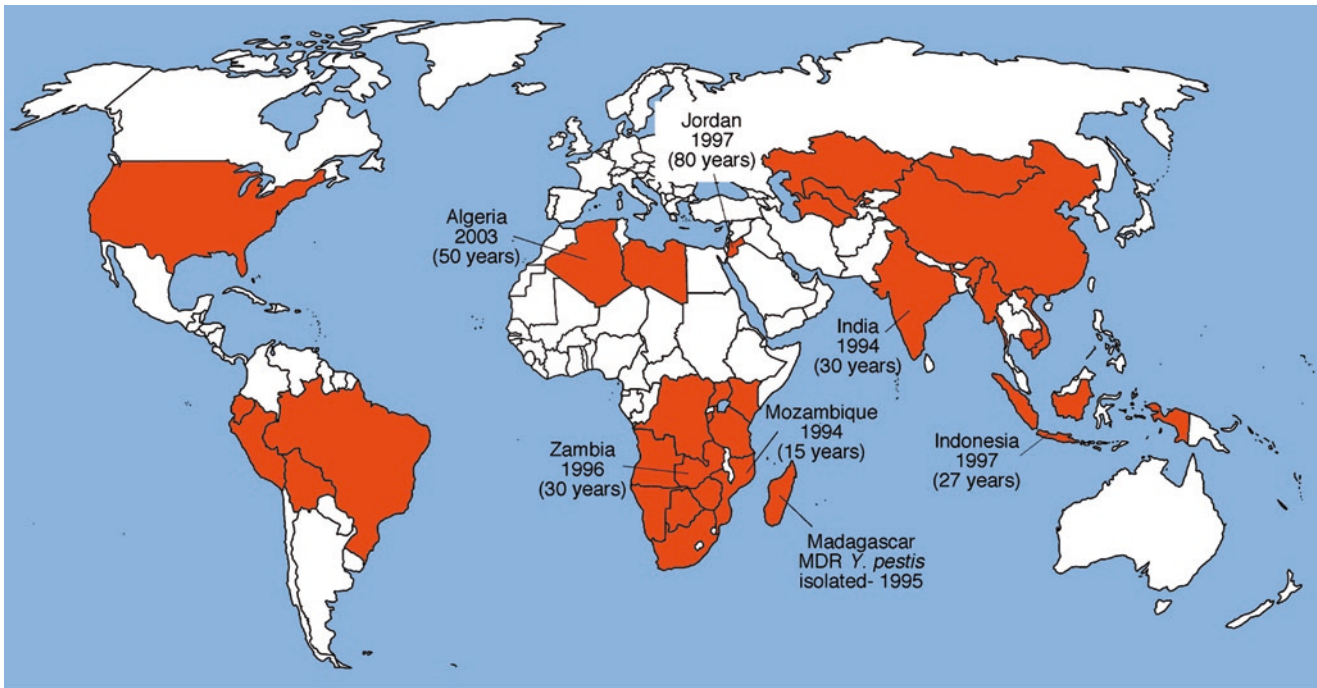 Jordan
1997
(80 years)
Algeria
2003
(50 years)
India
1994
(30 years)
Mozambique
1994
(15 years)
Zambia
1996
(30 years)
Indonesia
1997
(27 years)
Madagascar
MDR Y. pestis
isolated- 1995